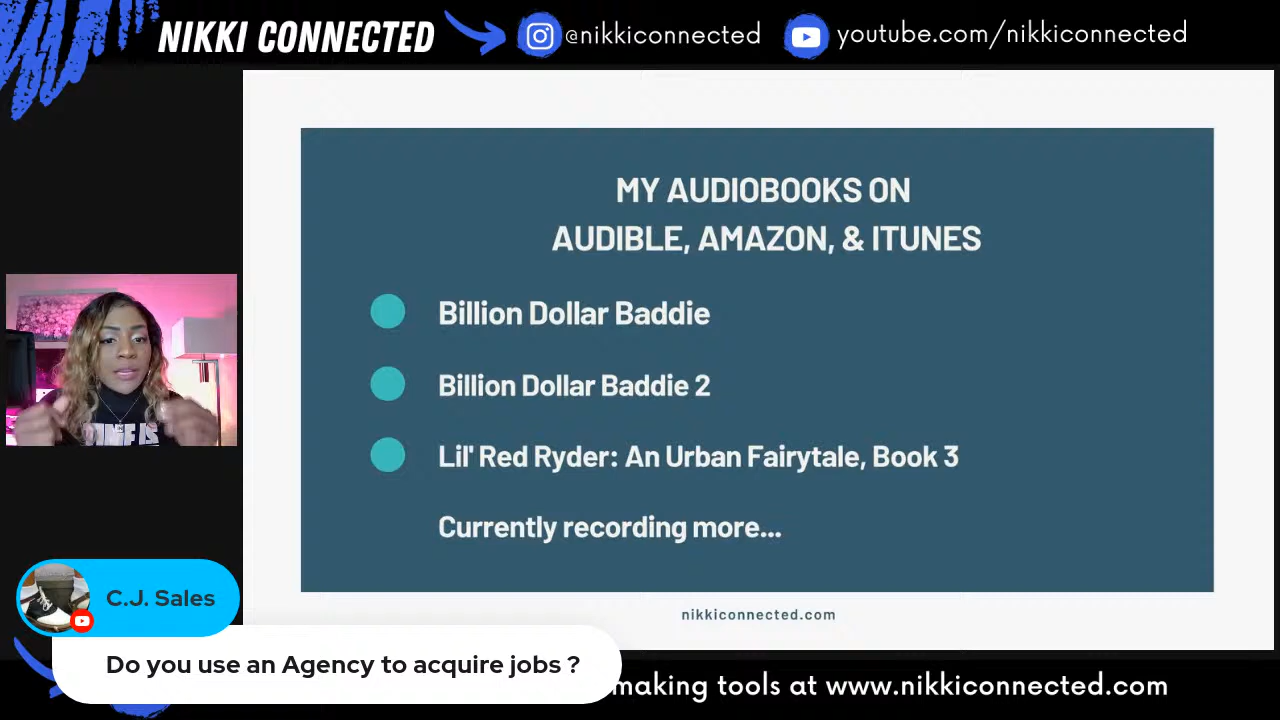 NIKKI CONNECTED
@nikkiconnected
youtube.com/nikkiconnected
MY AUDIOBOOKS ON
AUDIBLE, AMAZON, & ITUNES
Billion Dollar Baddie
Billion Dollar Baddie 2
Lil' Red Ryder: An Urban Fairytale, Book 3
Currently recording more...
nikkiconnected.com
C.J. Sales
Do you use an Agency to acquire jobs ?
making tools at www.nikkiconnected.com